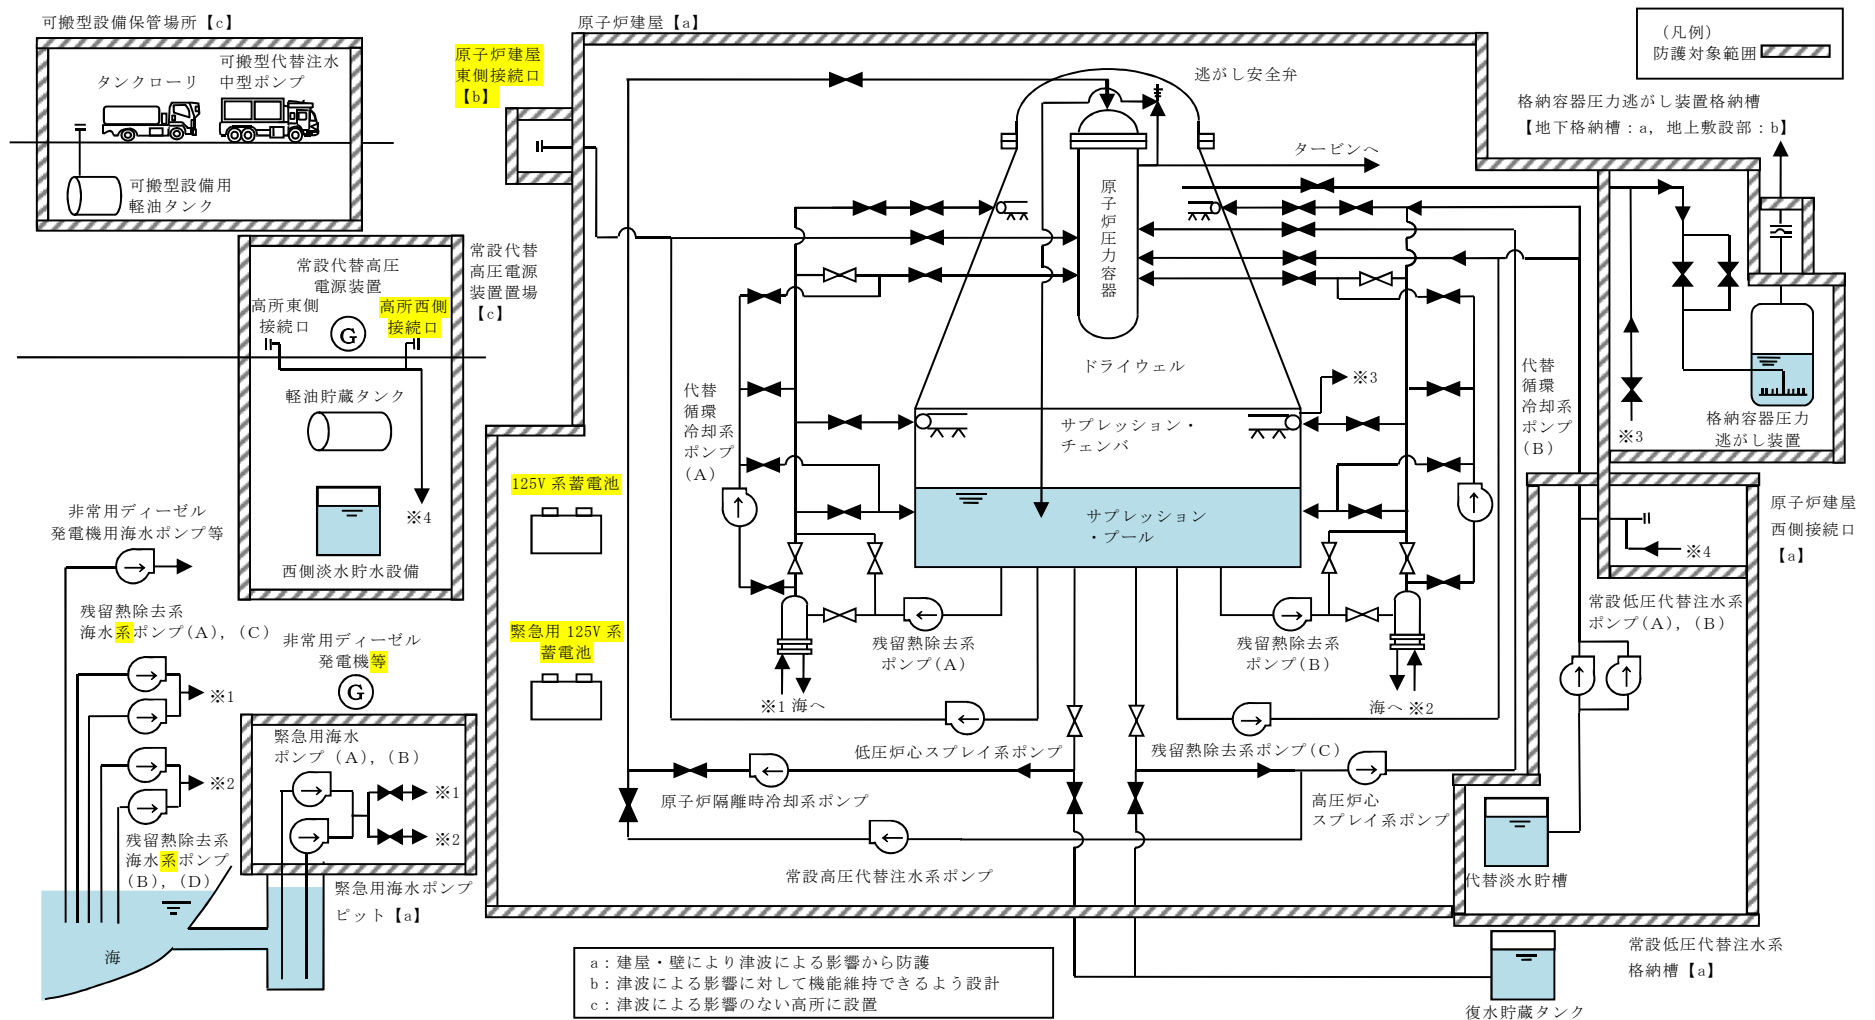 可搬型設備保管場所【c】
タンクローリ
可搬型代替注水
中型ポンプ
可搬型設備用
軽油タンク
原子炉建屋
東側接続口
【b】
原子炉建屋【a】
逃がし安全弁
(凡例)
防護対象範囲
格納容器圧力逃がし装置格納槽
【地下格納槽：a, 地上敷設部：b】
タービンへ
原子炉圧力容器
常設代替高圧
電源装置
高所東側
接続口
G
高所西側
接続口
常設代替
高圧電源
装置置場
【c】
軽油貯蔵タンク
※4
西側淡水貯水設備
ドライウェル
※3
サプレッション・
チェンバ
サプレッション
・プール
代替
循環
冷却系
ポンプ
(A)
代替
循環
冷却系
ポンプ
(B)
※3
格納容器圧力
逃がし装置
125V 系蓄電池
緊急用 125V 系
蓄電池
非常用ディーゼル
発電機用海水ポンプ等
残留熱除去系
海水系ポンプ(A), (C)
※1
※2
残留熱除去系
海水系ポンプ
(B), (D)
海
非常用ディーゼル
発電機等
G
緊急用海水
ポンプ (A), (B)
※1
※2
緊急用海水ポンプ
ピット【a】
残留熱除去系
ポンプ(A)
※1 海へ
残留熱除去系
ポンプ(B)
海へ ※2
低圧炉心スプレイ系ポンプ
残留熱除去系ポンプ(C)
原子炉隔離時冷却系ポンプ
高圧炉心
スプレイ系ポンプ
常設高圧代替注水系ポンプ
原子炉建屋
西側接続口
【a】
※4
常設低圧代替注水系
ポンプ(A), (B)
代替淡水貯槽
常設低圧代替注水系
格納槽【a】
復水貯蔵タンク
a：建屋・壁により津波による影響から防護
b：津波による影響に対して機能維持できるよう設計
c：津波による影響のない高所に設置